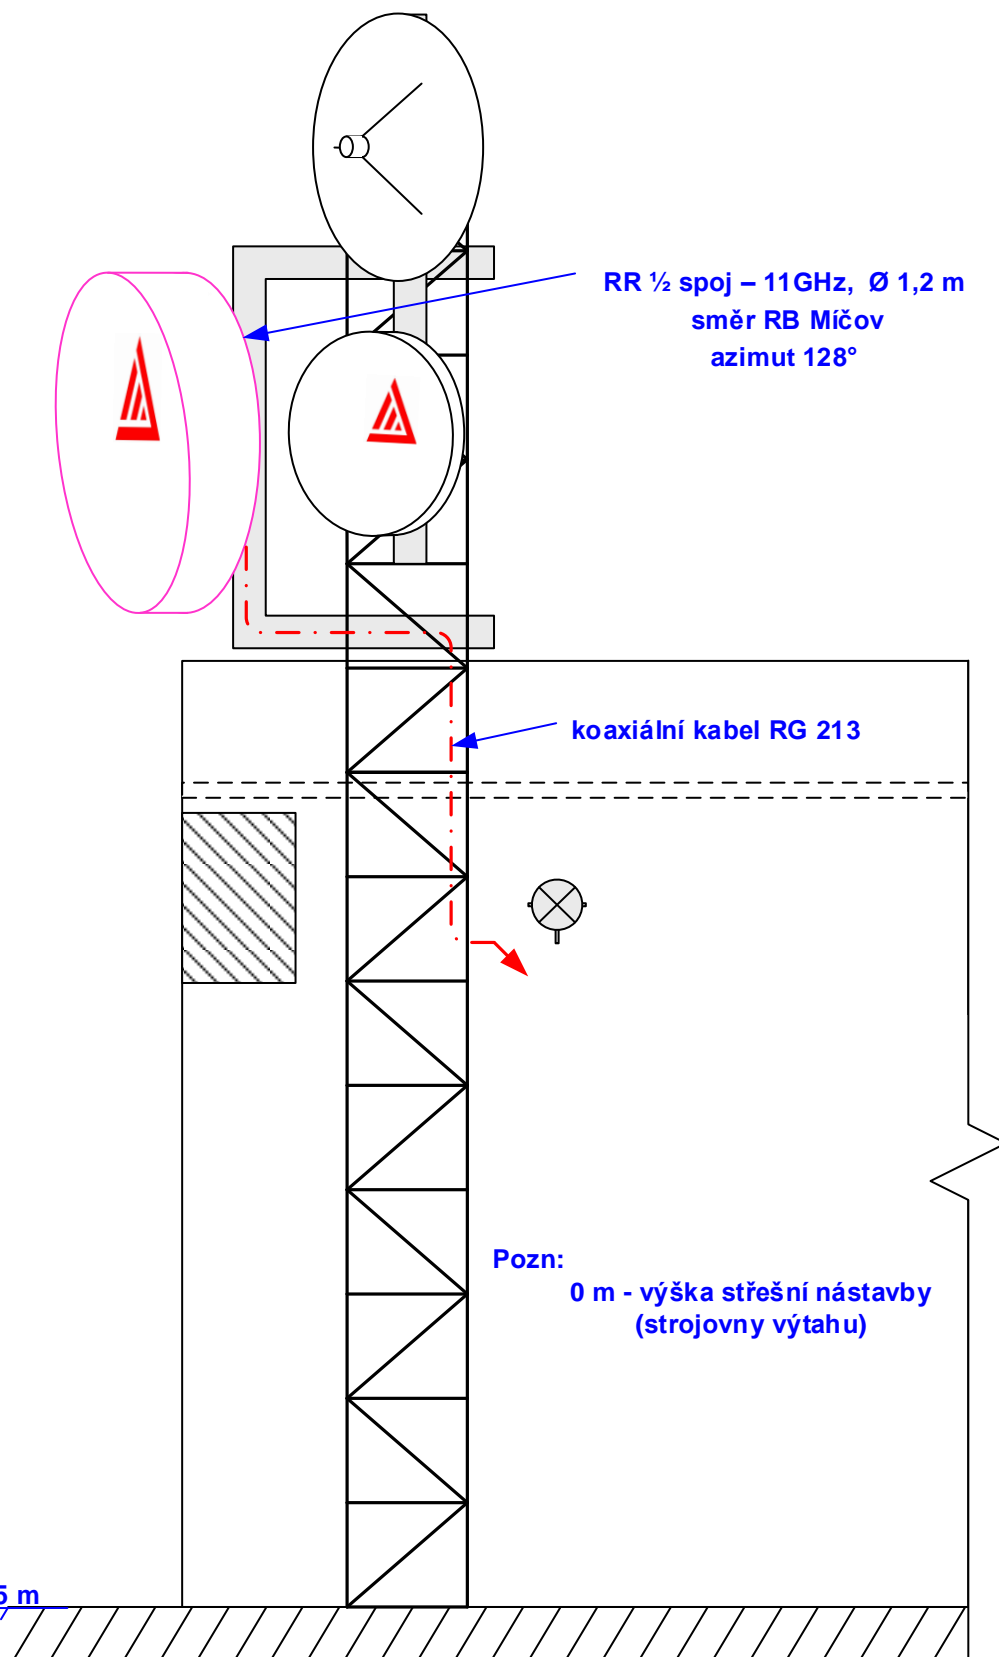 RR ½ spoj – 11GHz, Ø 1,2 m
směr RB Míčov
azimut 128°
koaxiální kabel RG 213
Pozn:
0 m - výška střešní nástavby
(strojovny výtahu)
5 m